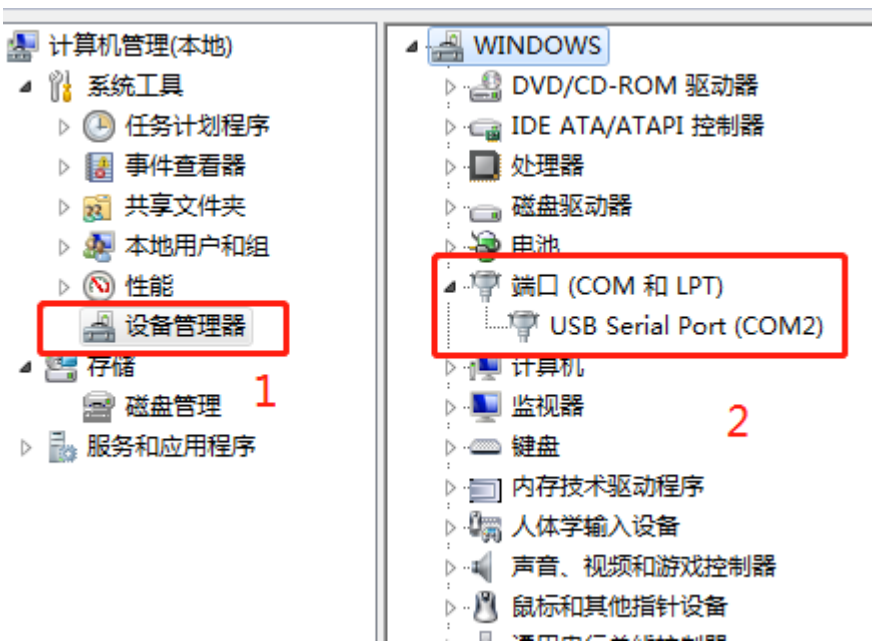 计算机管理(本地)
系统工具
任务计划程序
事件查看器
共享文件夹
本地用户和组
性能
设备管理器
存储
磁盘管理
服务和应用程序
1
WINDOWS
DVD/CD-ROM 驱动器
IDE ATA/ATAPI 控制器
处理器
磁盘驱动器
电池
端口 (COM 和 LPT)
USB Serial Port (COM2)
计算机
监视器
键盘
内存技术驱动程序
人体学输入设备
声音、视频和游戏控制器
鼠标和其他指针设备
2